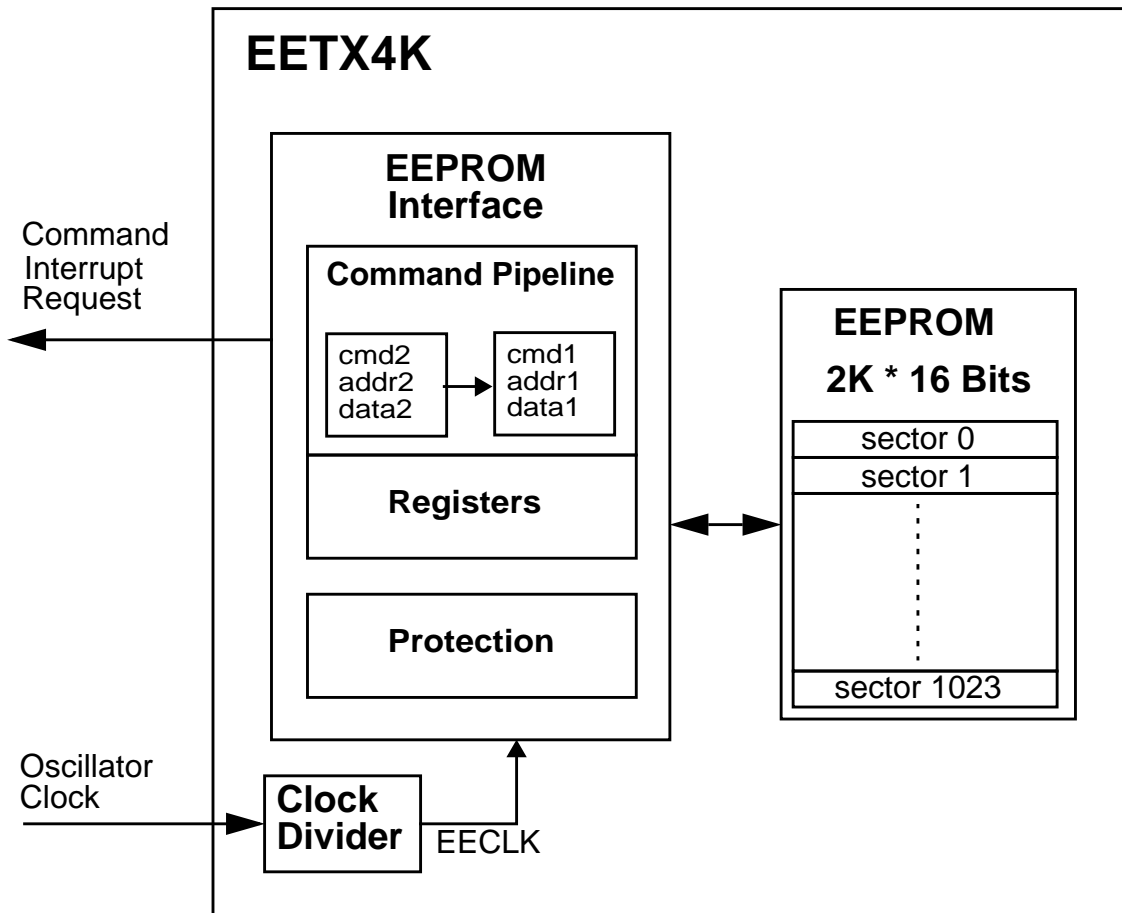 EETX4K
EEPROM
Interface
Command
Interrupt
Request
Command Pipeline
cmd2
addr2
data2
cmd1
addr1
data1
Registers
Protection
EEPROM
2K * 16 Bits
sector 0
sector 1
sector 1023
Oscillator
Clock
Clock
Divider
EECLK